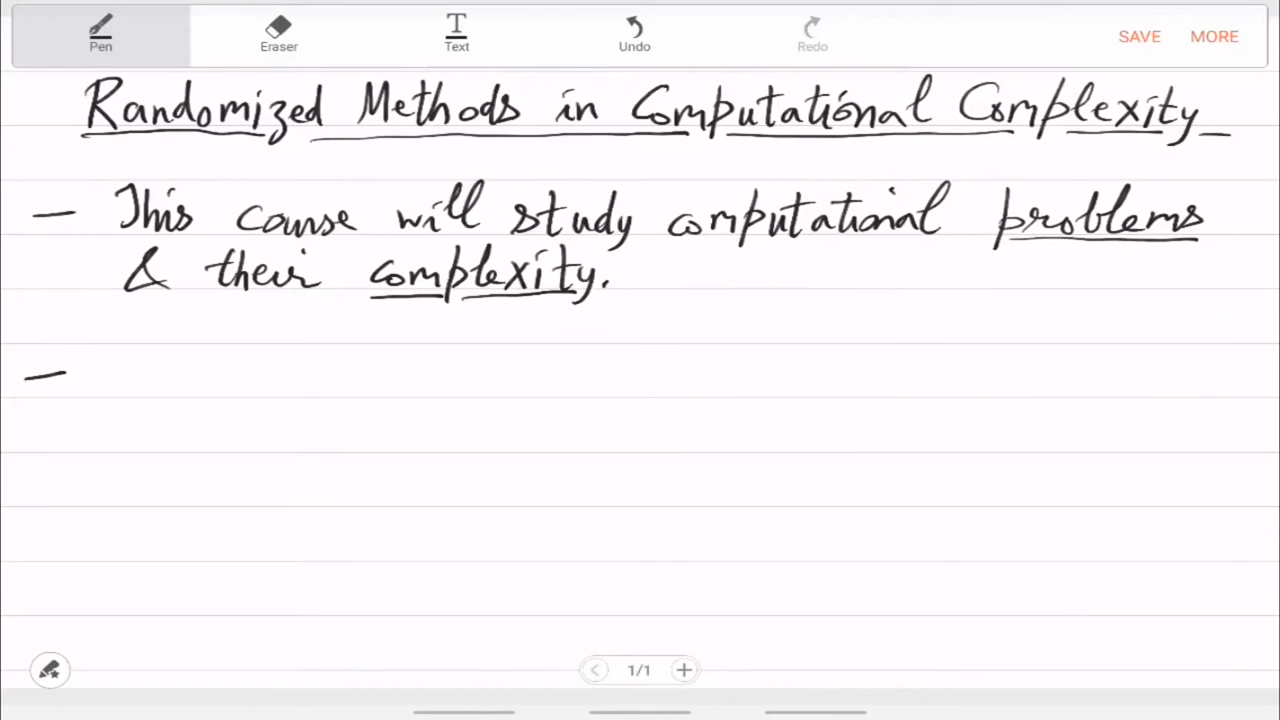 Pen Eraser Text Undo Redo SAVE MORE
Randomized Methods in Computational Complexity
- This course will study computational problems
& their complexity.
-
1/1